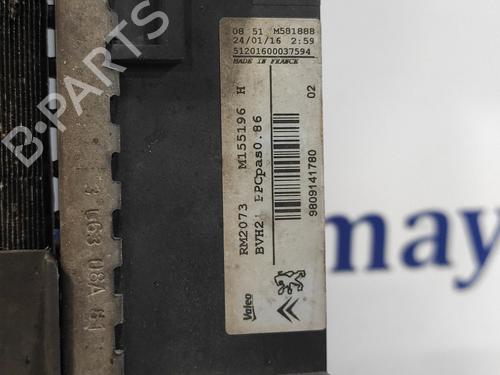 08 51 M581888
24/01/16 2:59
51201600037594
MADE IN FRANCE
RM2073 M155196 H
BVH2 PPCpas0.86
02
9809141780
Valeo
B-PARTS
may